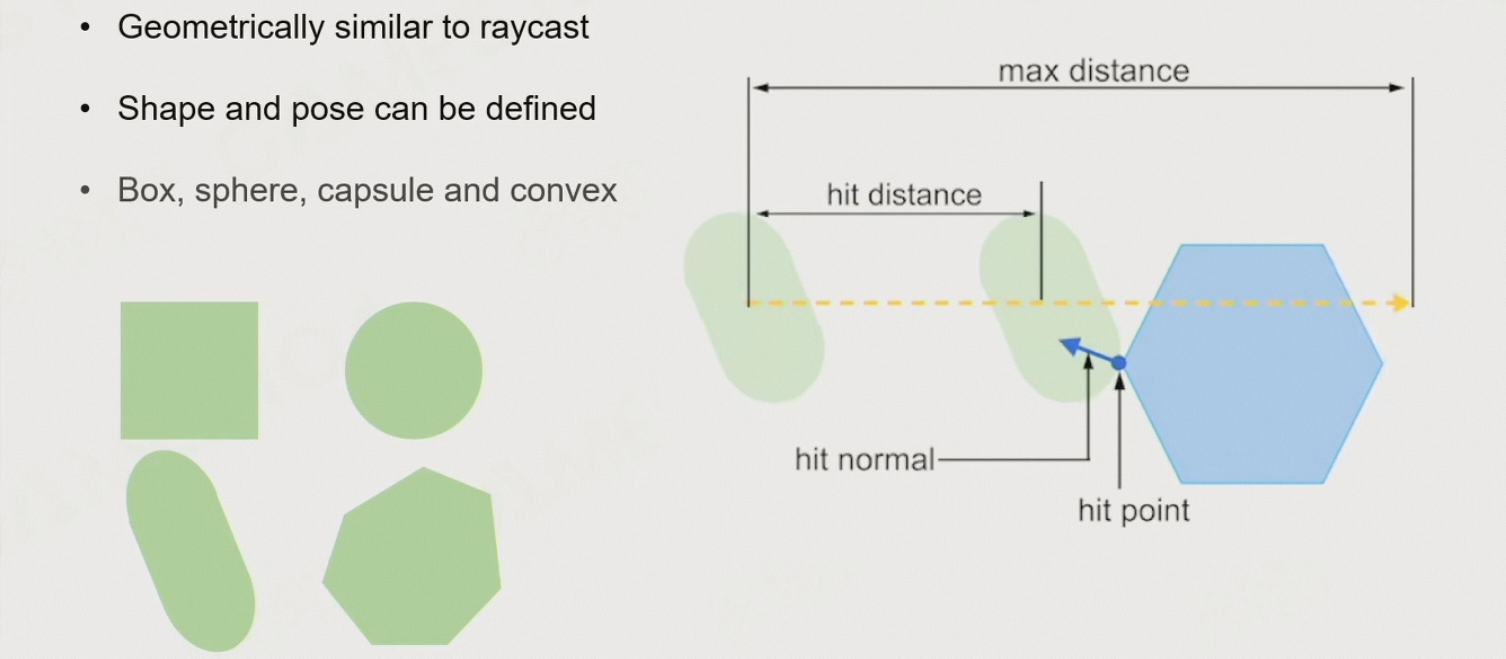 • Geometrically similar to raycast
• Shape and pose can be defined
• Box, sphere, capsule and convex
max distance
hit distance
hit normal
hit point